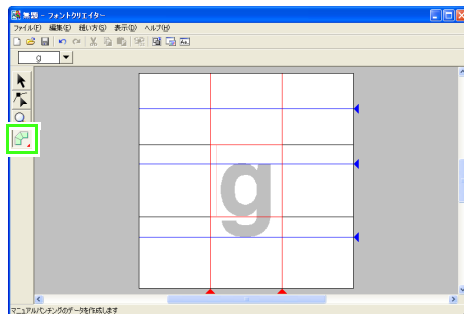 無題 - フォントクリエイター
ファイル(F) 編集(E) 縫い方(S) 表示(D) ヘルプ(H)
g
g
マニュアルパンチングのデータを作成します